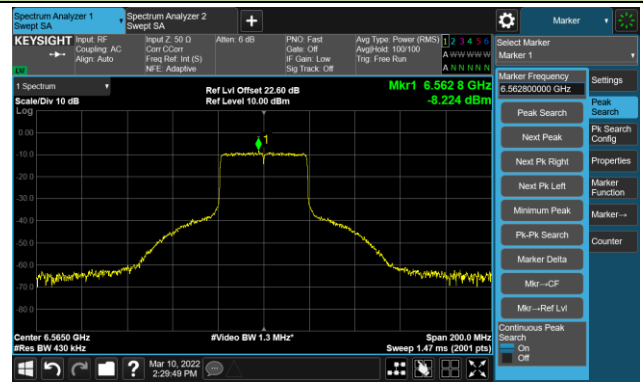 Spectrum Analyzer 1
Swept SA
Spectrum Analyzer 2
Swept SA
+
Marker
KEYSIGHT
Input: RF
Coupling: AC
Align: Auto
Input Z: 50 Ω
Corr CCorr
Freq Ref: Int (S)
NFE: Adaptive
Atten: 6 dB
PNO: Fast
Gate: Off
IF Gain: Low
Sig Track: Off
Avg Type: Power (RMS)
Avg|Hold: 100/100
Trig: Free Run
1 2 3 4 5 6
A W W W W W
A N N N N N
LW
Select Marker
Marker 1
1 Spectrum
Scale/Div 10 dB
Log
Ref Lvl Offset 22.60 dB
Ref Level 10.00 dBm
Mkr1 6.562 8 GHz
-8.224 dBm
0.00
-10.0
-20.0
-30.0
-40.0
-50.0
-60.0
-70.0
-80.0
1
Center 6.5650 GHz
#Res BW 430 kHz
#Video BW 1.3 MHz*
Span 200.0 MHz
Sweep 1.47 ms (2001 pts)
Marker Frequency
6.562800000 GHz
Peak Search
Next Peak
Next Pk Right
Next Pk Left
Minimum Peak
Pk-Pk Search
Marker Delta
Mkr→CF
Mkr→Ref Lvl
Continuous Peak
Search
On
Off
Settings
Peak
Search
Pk Search
Config
Properties
Marker
Function
Marker→
Counter
?
Mar 10, 2022
2:29:49 PM